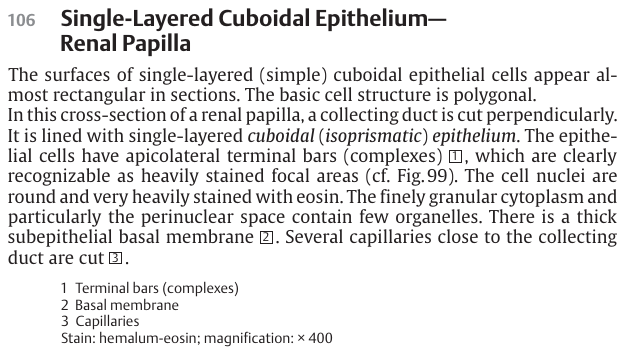 106 Single-Layered Cuboidal Epithelium—
Renal Papilla
The surfaces of single-layered (simple) cuboidal epithelial cells appear al-
most rectangular in sections. The basic cell structure is polygonal.
In this cross-section of a renal papilla, a collecting duct is cut perpendicularly.
It is lined with single-layered cuboidal (isoprismatic) epithelium. The epithe-
lial cells have apicolateral terminal bars (complexes) 1, which are clearly
recognizable as heavily stained focal areas (cf. Fig. 99). The cell nuclei are
round and very heavily stained with eosin. The finely granular cytoplasm and
particularly the perinuclear space contain few organelles. There is a thick
subepithelial basal membrane 2. Several capillaries close to the collecting
duct are cut 3.
1 Terminal bars (complexes)
2 Basal membrane
3 Capillaries
Stain: hemalum-eosin; magnification: × 400